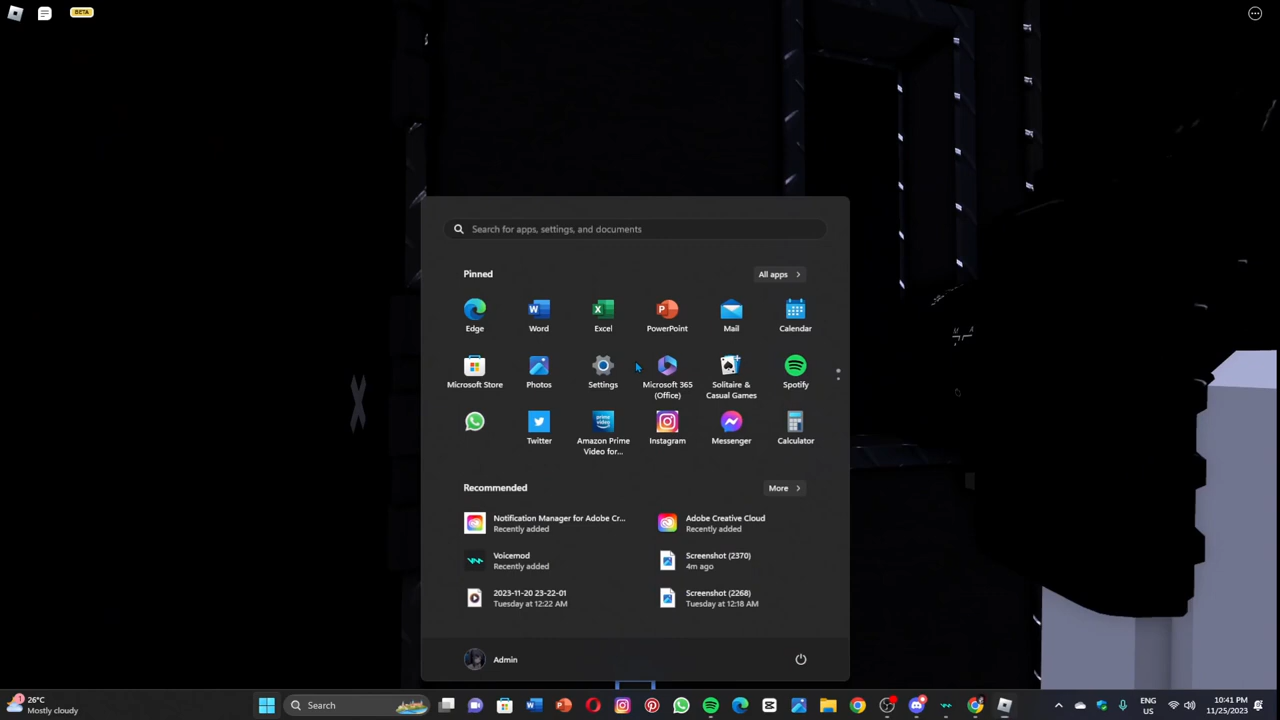 BETA
Search for apps, settings, and documents
Pinned
All apps
Edge
Word
Excel
PowerPoint
Mail
Calendar
Microsoft Store
Photos
Settings
Microsoft 365
(Office)
Solitaire &
Casual Games
Spotify
Twitter
Amazon Prime
Video for...
Instagram
Messenger
Calculator
Recommended
More
Notification Manager for Adobe Cr...
Recently added
Adobe Creative Cloud
Recently added
Voicemod
Recently added
Screenshot (2370)
4m ago
2023-11-20 23-22-01
Tuesday at 12:22 AM
Screenshot (2268)
Tuesday at 12:18 AM
Admin
1
26°C
Mostly cloudy
Search
ENG
US
10:41 PM
11/25/2023